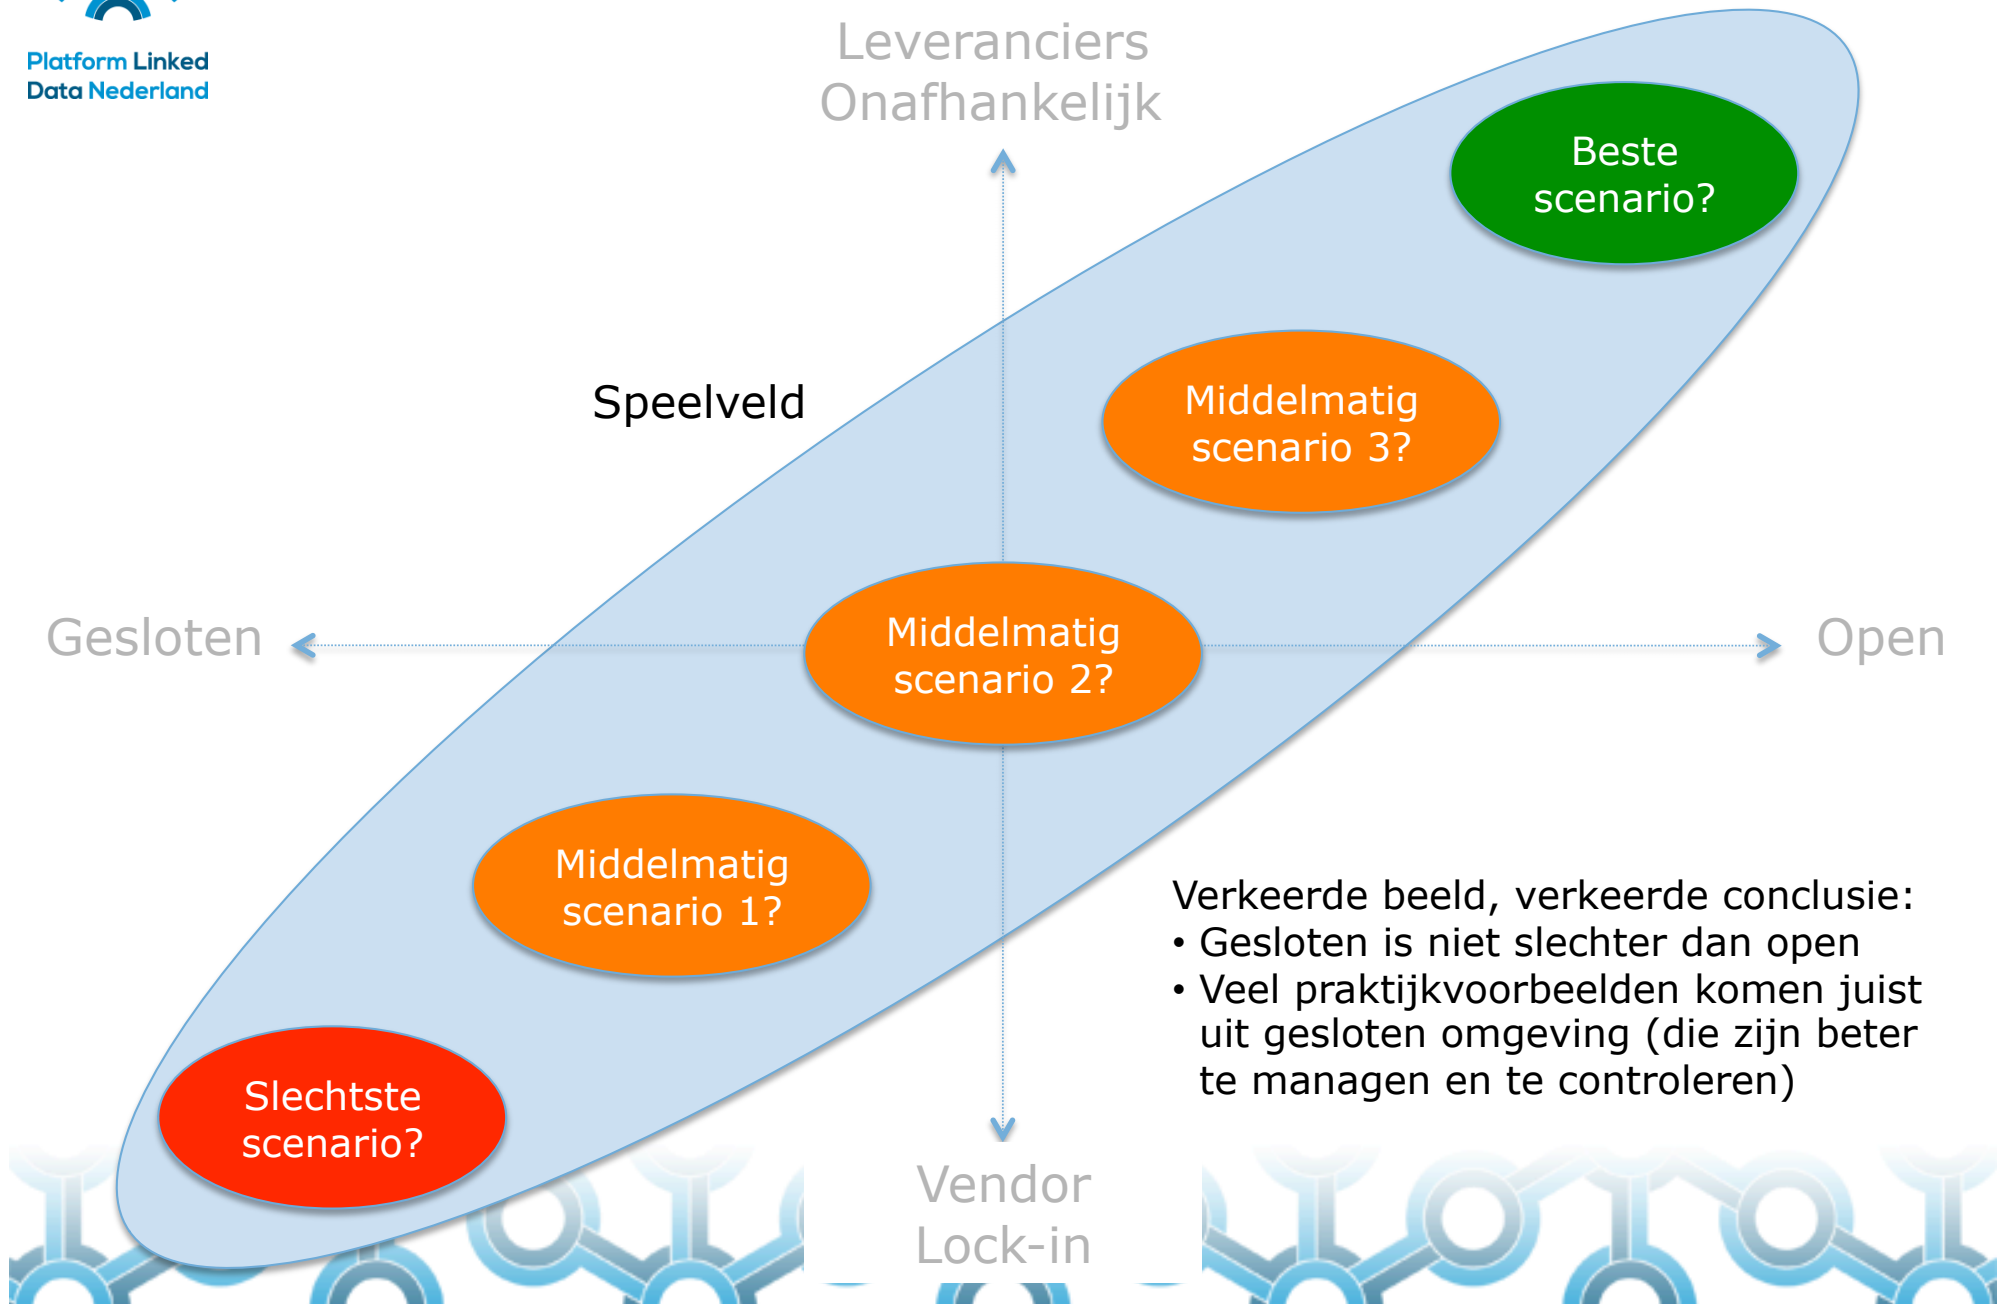 Platform Linked
Data Nederland
Leveranciers
Onafhankelijk
Beste
scenario?
Speelveld
Middelmatig
scenario 3?
Gesloten
Middelmatig
scenario 2?
Open
Middelmatig
scenario 1?
Verkeerde beeld, verkeerde conclusie:
• Gesloten is niet slechter dan open
• Veel praktijkvoorbeelden komen juist
uit gesloten omgeving (die zijn beter
te managen en te controleren)
Slechtste
scenario?
Vendor
Lock-in